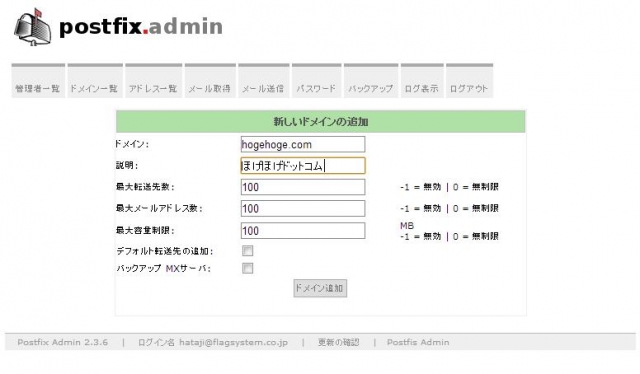 postfix.admin
管理者一覧 ドメイン一覧 アドレス一覧 メール取得 メール送信 パスワード バックアップ ログ表示 ログアウト
新しいドメインの追加
ドメイン: hogehoge.com
説明: ほげほげドットコム
最大転送先数: 100 -1 = 無効 | 0 = 無制限
最大メールアドレス数: 100 -1 = 無効 | 0 = 無制限
最大容量制限: 100 MB
-1 = 無効 | 0 = 無制限
デフォルト転送先の追加:
バックアップ MXサーバ:
ドメイン追加
Postfix Admin 2.3.6 | ログイン名 hataji@flagsystem.co.jp | 更新の確認 | Postfis Admin